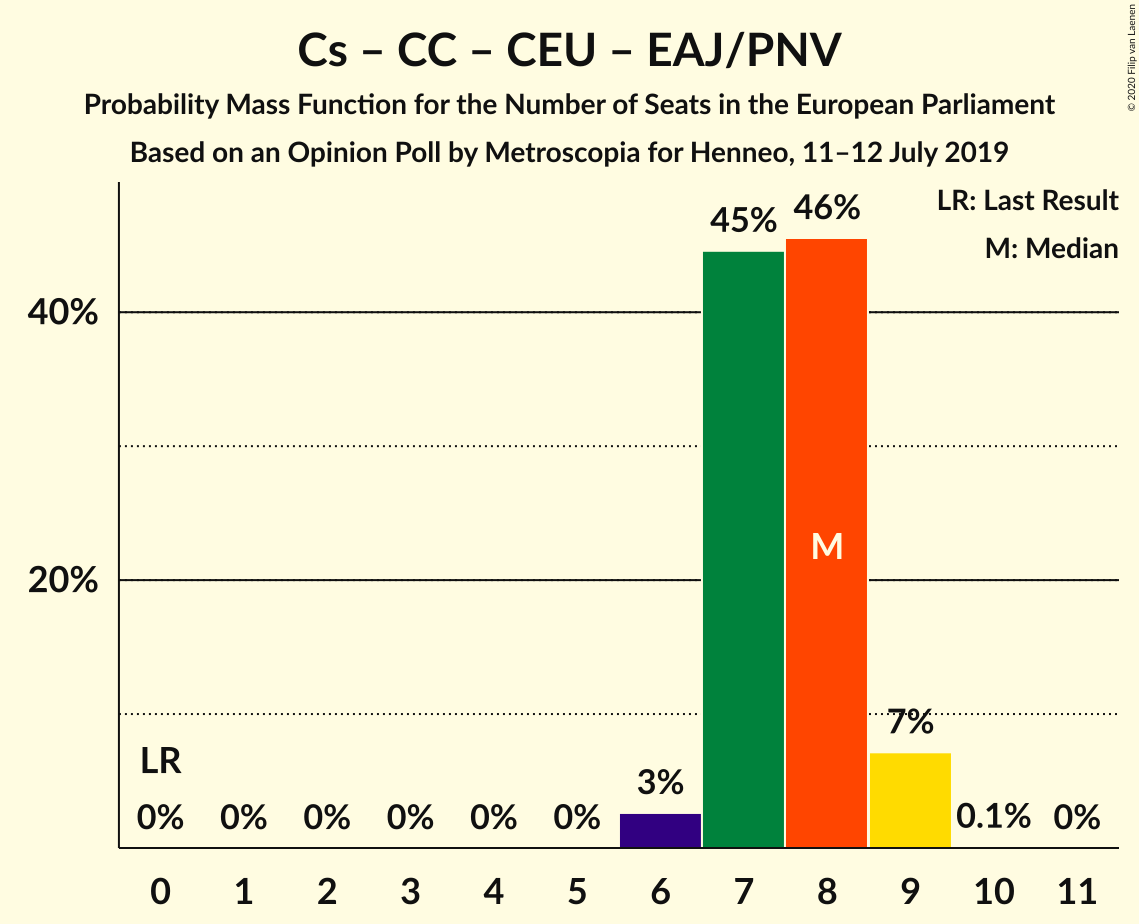 Cs – CC – CEU – EAJ/PNV
Probability Mass Function for the Number of Seats in the European Parliament
Based on an Opinion Poll by Metroscopia for Henneo, 11–12 July 2019
© 2020 Filip van Laenen
LR: Last Result
M: Median
45% 46%
40%
M
20%
7%
LR
3%
0% 0% 0% 0% 0% 0% 0.1% 0%
0 1 2 3 4 5 6 7 8 9 10 11